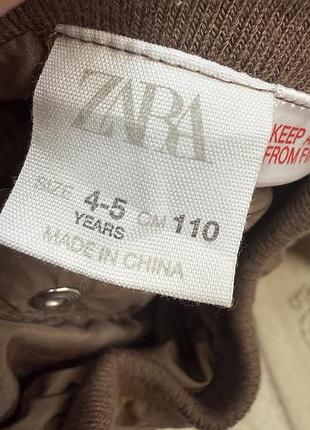 ZARA
SIZE 4-5 CM 110
YEARS
MADE IN CHINA
KEEP
FROM